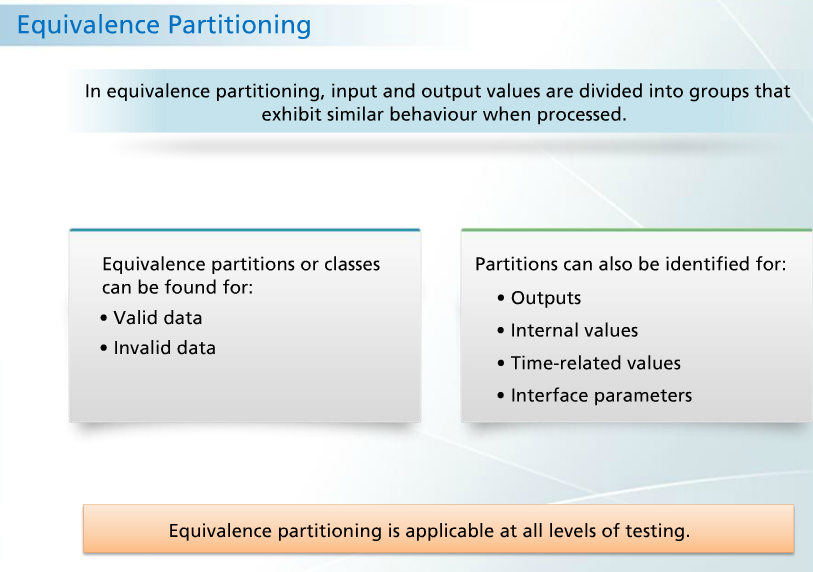 Equivalence Partitioning
In equivalence partitioning, input and output values are divided into groups that
exhibit similar behaviour when processed.
Equivalence partitions or classes
can be found for:
• Valid data
• Invalid data
Partitions can also be identified for:
• Outputs
• Internal values
• Time-related values
• Interface parameters
Equivalence partitioning is applicable at all levels of testing.